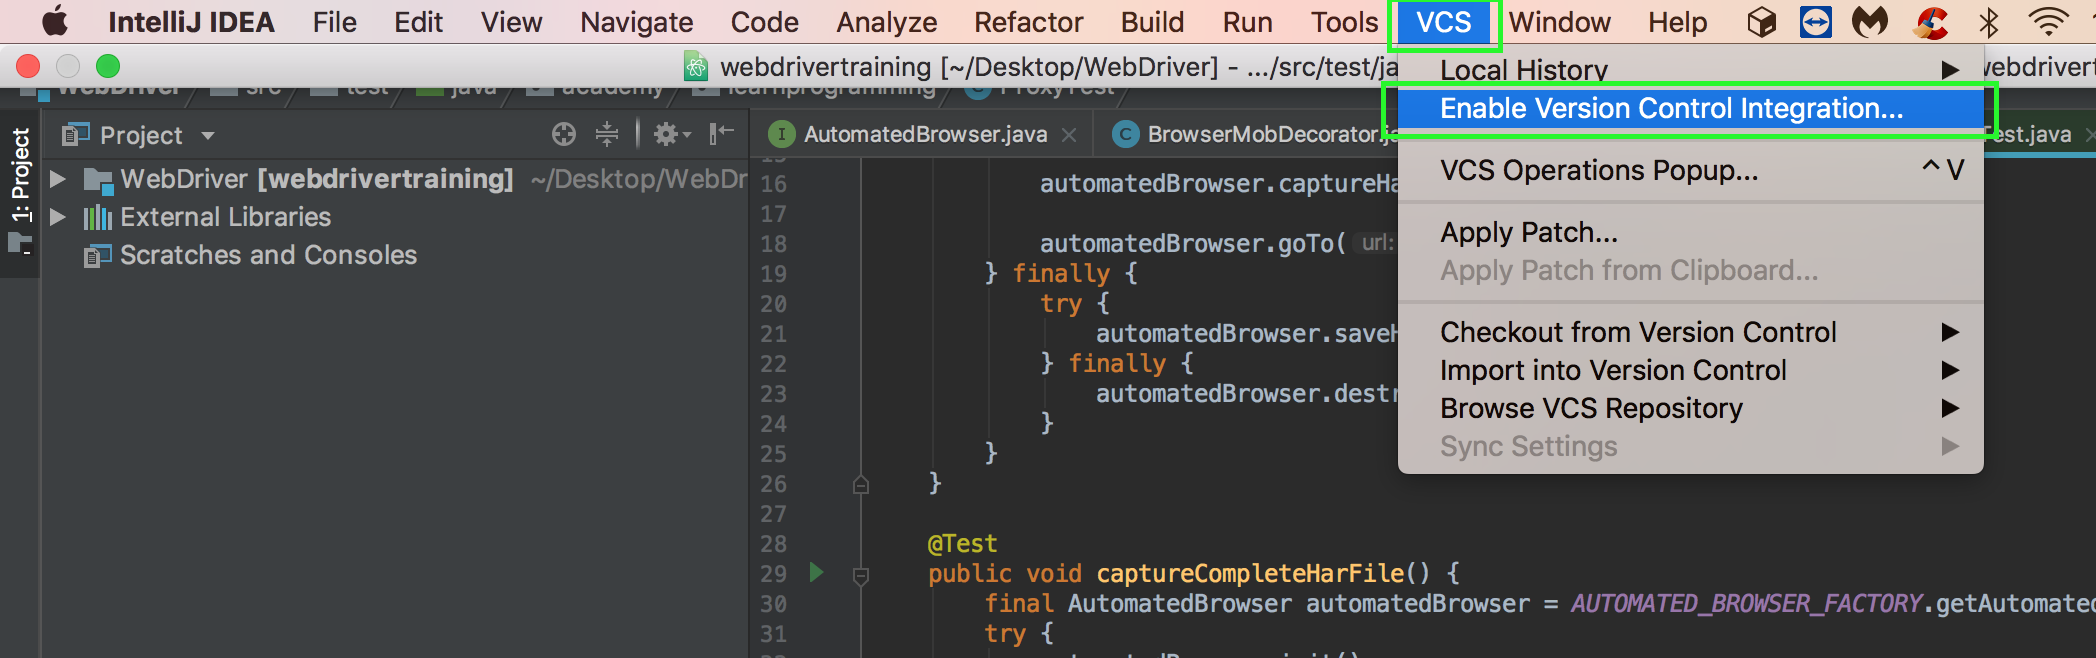 IntelliJ IDEA File Edit View Navigate Code Analyze Refactor Build Run Tools VCS Window Help
webdrivertraining [~/Desktop/WebDriver] - .../src/test/ja
webdriver
WebDriver src test java academy learnprogramming ProxyTest
1: Project
Project
AutomatedBrowser.java
BrowserMobDecorator.ja
est.java
WebDriver [webdrivertraining] ~/Desktop/WebDr
External Libraries
Scratches and Consoles
Local History
Enable Version Control Integration...
VCS Operations Popup... ^V
Apply Patch...
Apply Patch from Clipboard...
Checkout from Version Control
Import into Version Control
Browse VCS Repository
Sync Settings
15
16 automatedBrowser.captureHa
17
18 automatedBrowser.goTo( url:
19 } finally {
20 try {
21 automatedBrowser.saveH
22 } finally {
23 automatedBrowser.destr
24 }
25 }
26 }
27
28 @Test
29 public void captureCompleteHarFile() {
30 final AutomatedBrowser automatedBrowser = AUTOMATED_BROWSER_FACTORY.getAutomated
31 try {